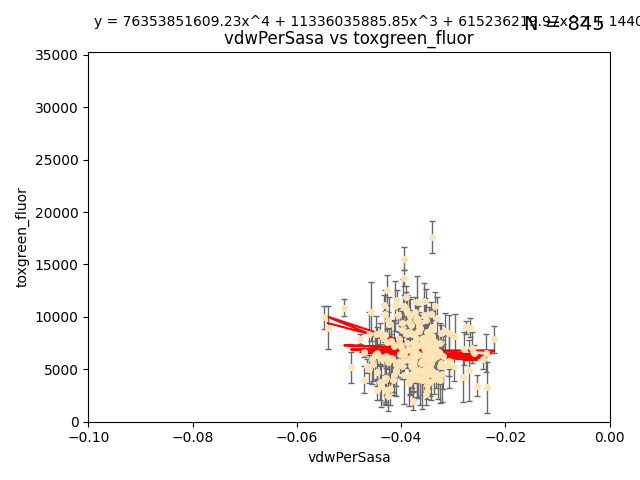 y = 76353851609.23x^4 + 11336035885.85x^3 +
N = 845
vdwPerSasa vs toxgreen_fluor
35000
30000
25000
20000
15000
10000
5000
0
toxgreen_fluor
−0.10 −0.08 −0.06 −0.04 −0.02 0.00
vdwPerSasa